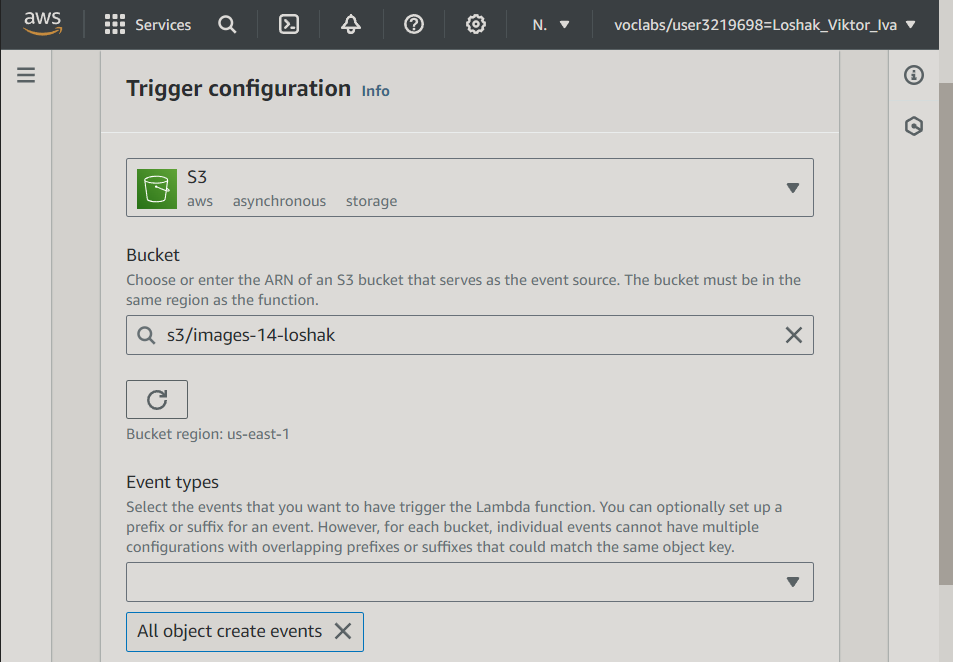 aws
Services
N.
voclabs/user3219698=Loshak_Viktor_Iva
Trigger configuration Info
S3
aws asynchronous storage
Bucket
Choose or enter the ARN of an S3 bucket that serves as the event source. The bucket must be in the
same region as the function.
s3/images-14-loshak
Bucket region: us-east-1
Event types
Select the events that you want to have trigger the Lambda function. You can optionally set up a
prefix or suffix for an event. However, for each bucket, individual events cannot have multiple
configurations with overlapping prefixes or suffixes that could match the same object key.
All object create events